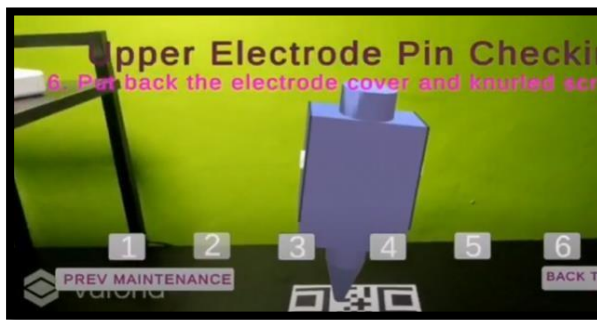 Upper Electrode Pin Checki
6. Put back the electrode cover and knurled scr
1 2 3 4 5 6
PREV MAINTENANCE
BACK T
vuforia